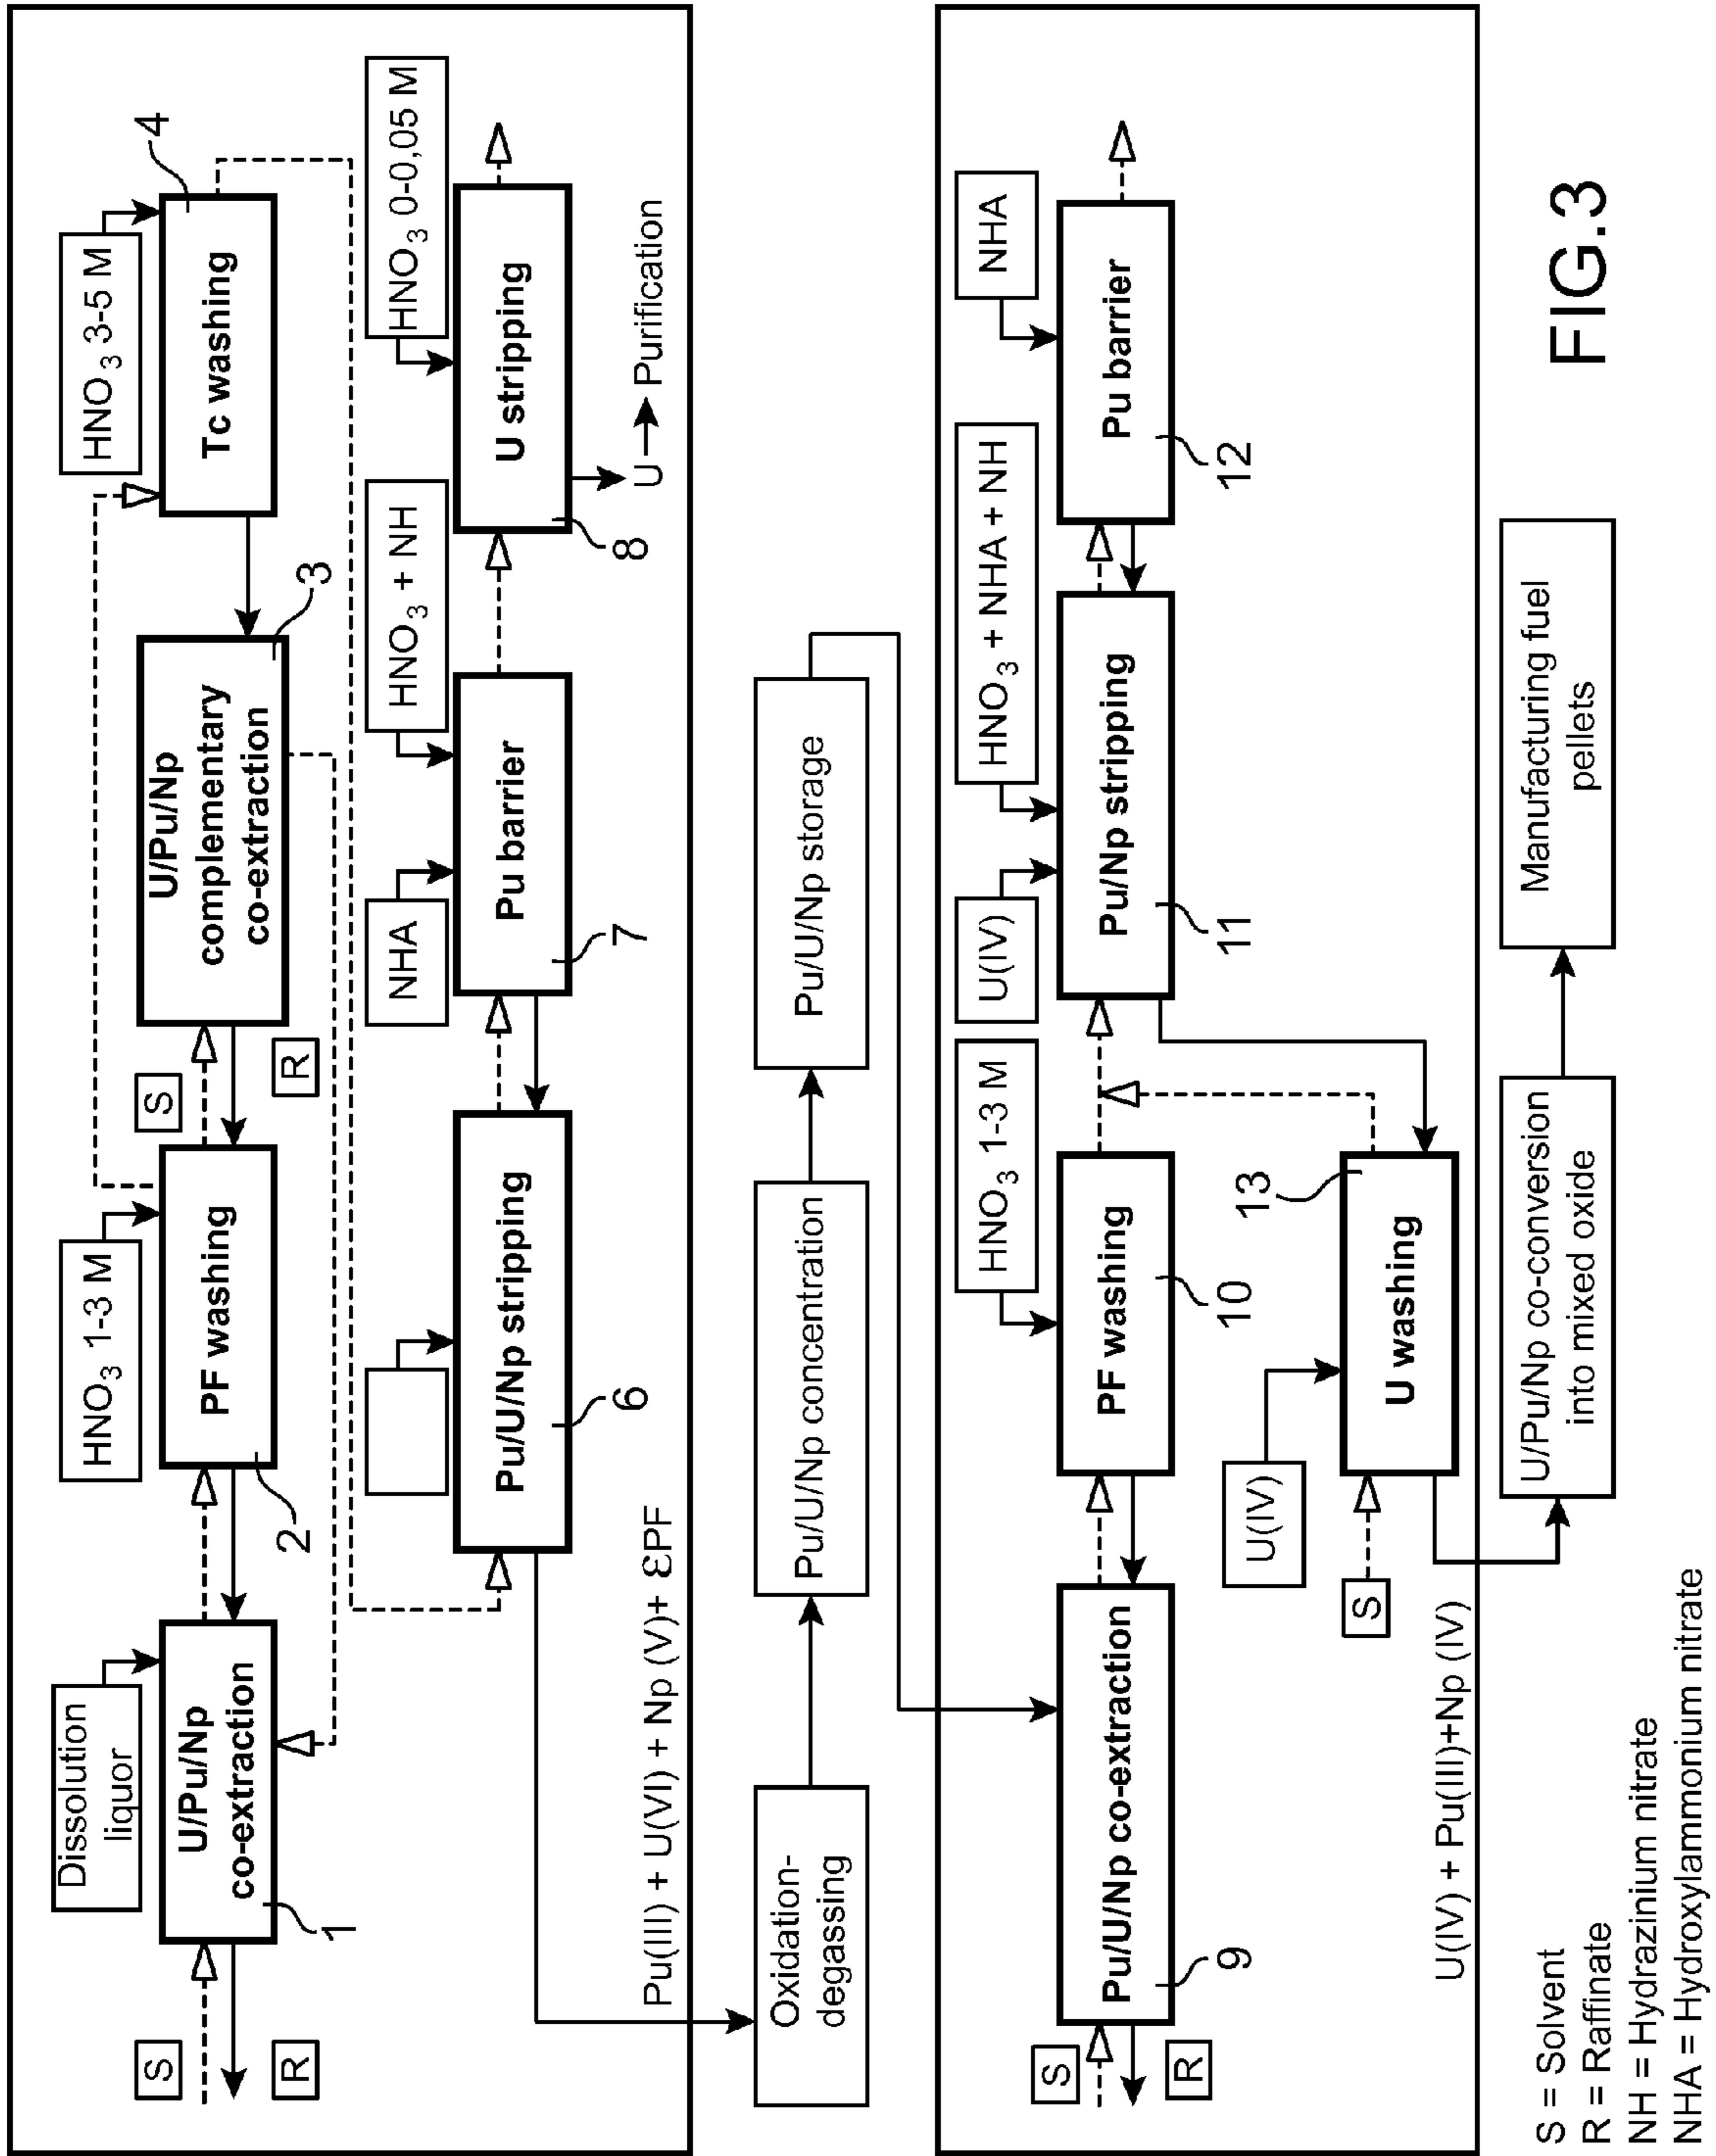 Dissolution
liquor
HNO3 1-3 M
HNO3 3-5 M
S
R
U/Pu/Np
co-extraction
1
PF washing
2
S
R
U/Pu/Np
complementary
co-extraction
3
Tc washing
4
NHA
HNO3 + NH
HNO3 0-0,05 M
Pu/U/Np stripping
6
Pu barrier
7
U stripping
8
U
Purification
Pu(III) + U(VI) + Np (V)+ εPF
Oxidation-
degassing
Pu/U/Np concentration
Pu/U/Np storage
HNO3 1-3 M
U(IV)
HNO3 + NHA + NH
NHA
S
R
Pu/U/Np co-extraction
9
PF washing
10
Pu/Np stripping
11
Pu barrier
12
U(IV)
S
U washing
13
U(IV) + Pu(III)+Np (IV)
U/Pu/Np co-conversion
into mixed oxide
Manufacturing fuel
pellets
S = Solvent
R = Raffinate
NH = Hydrazinium nitrate
NHA = Hydroxylammonium nitrate
FIG.3